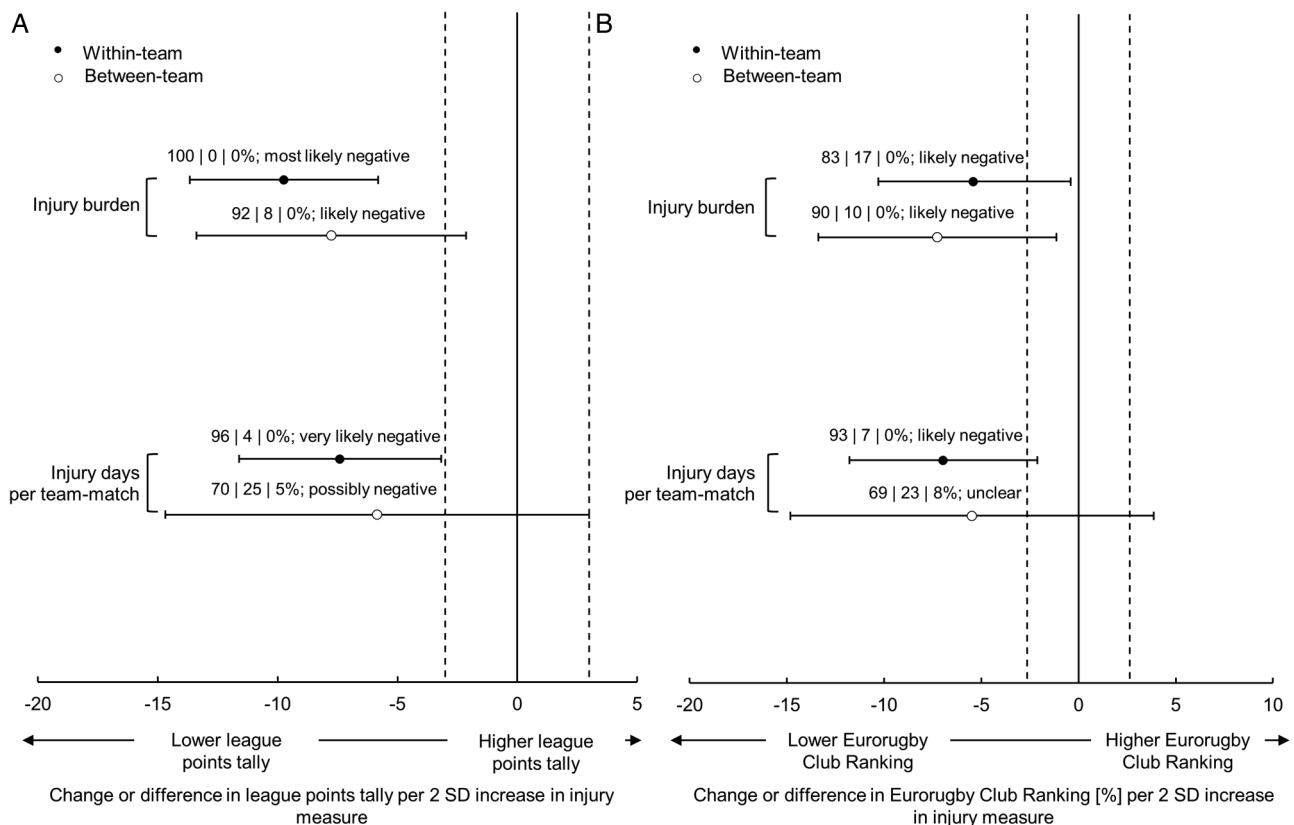 A
Within-team
Between-team
100 | 0 | 0%; most likely negative
Injury burden
92 | 8 | 0%; likely negative
96 | 4 | 0%; very likely negative
Injury days
per team-match
70 | 25 | 5%; possibly negative
-20 -15 -10 -5 0 5
Lower league
points tally
Higher league
points tally
Change or difference in league points tally per 2 SD increase in injury
measure
B
Within-team
Between-team
83 | 17 | 0%; likely negative
Injury burden
90 | 10 | 0%; likely negative
93 | 7 | 0%; likely negative
Injury days
per team-match
69 | 23 | 8%; unclear
-20 -15 -10 -5 0 5 10
Lower Eurorugby
Club Ranking
Higher Eurorugby
Club Ranking
Change or difference in Eurorugby Club Ranking [%] per 2 SD increase
in injury measure